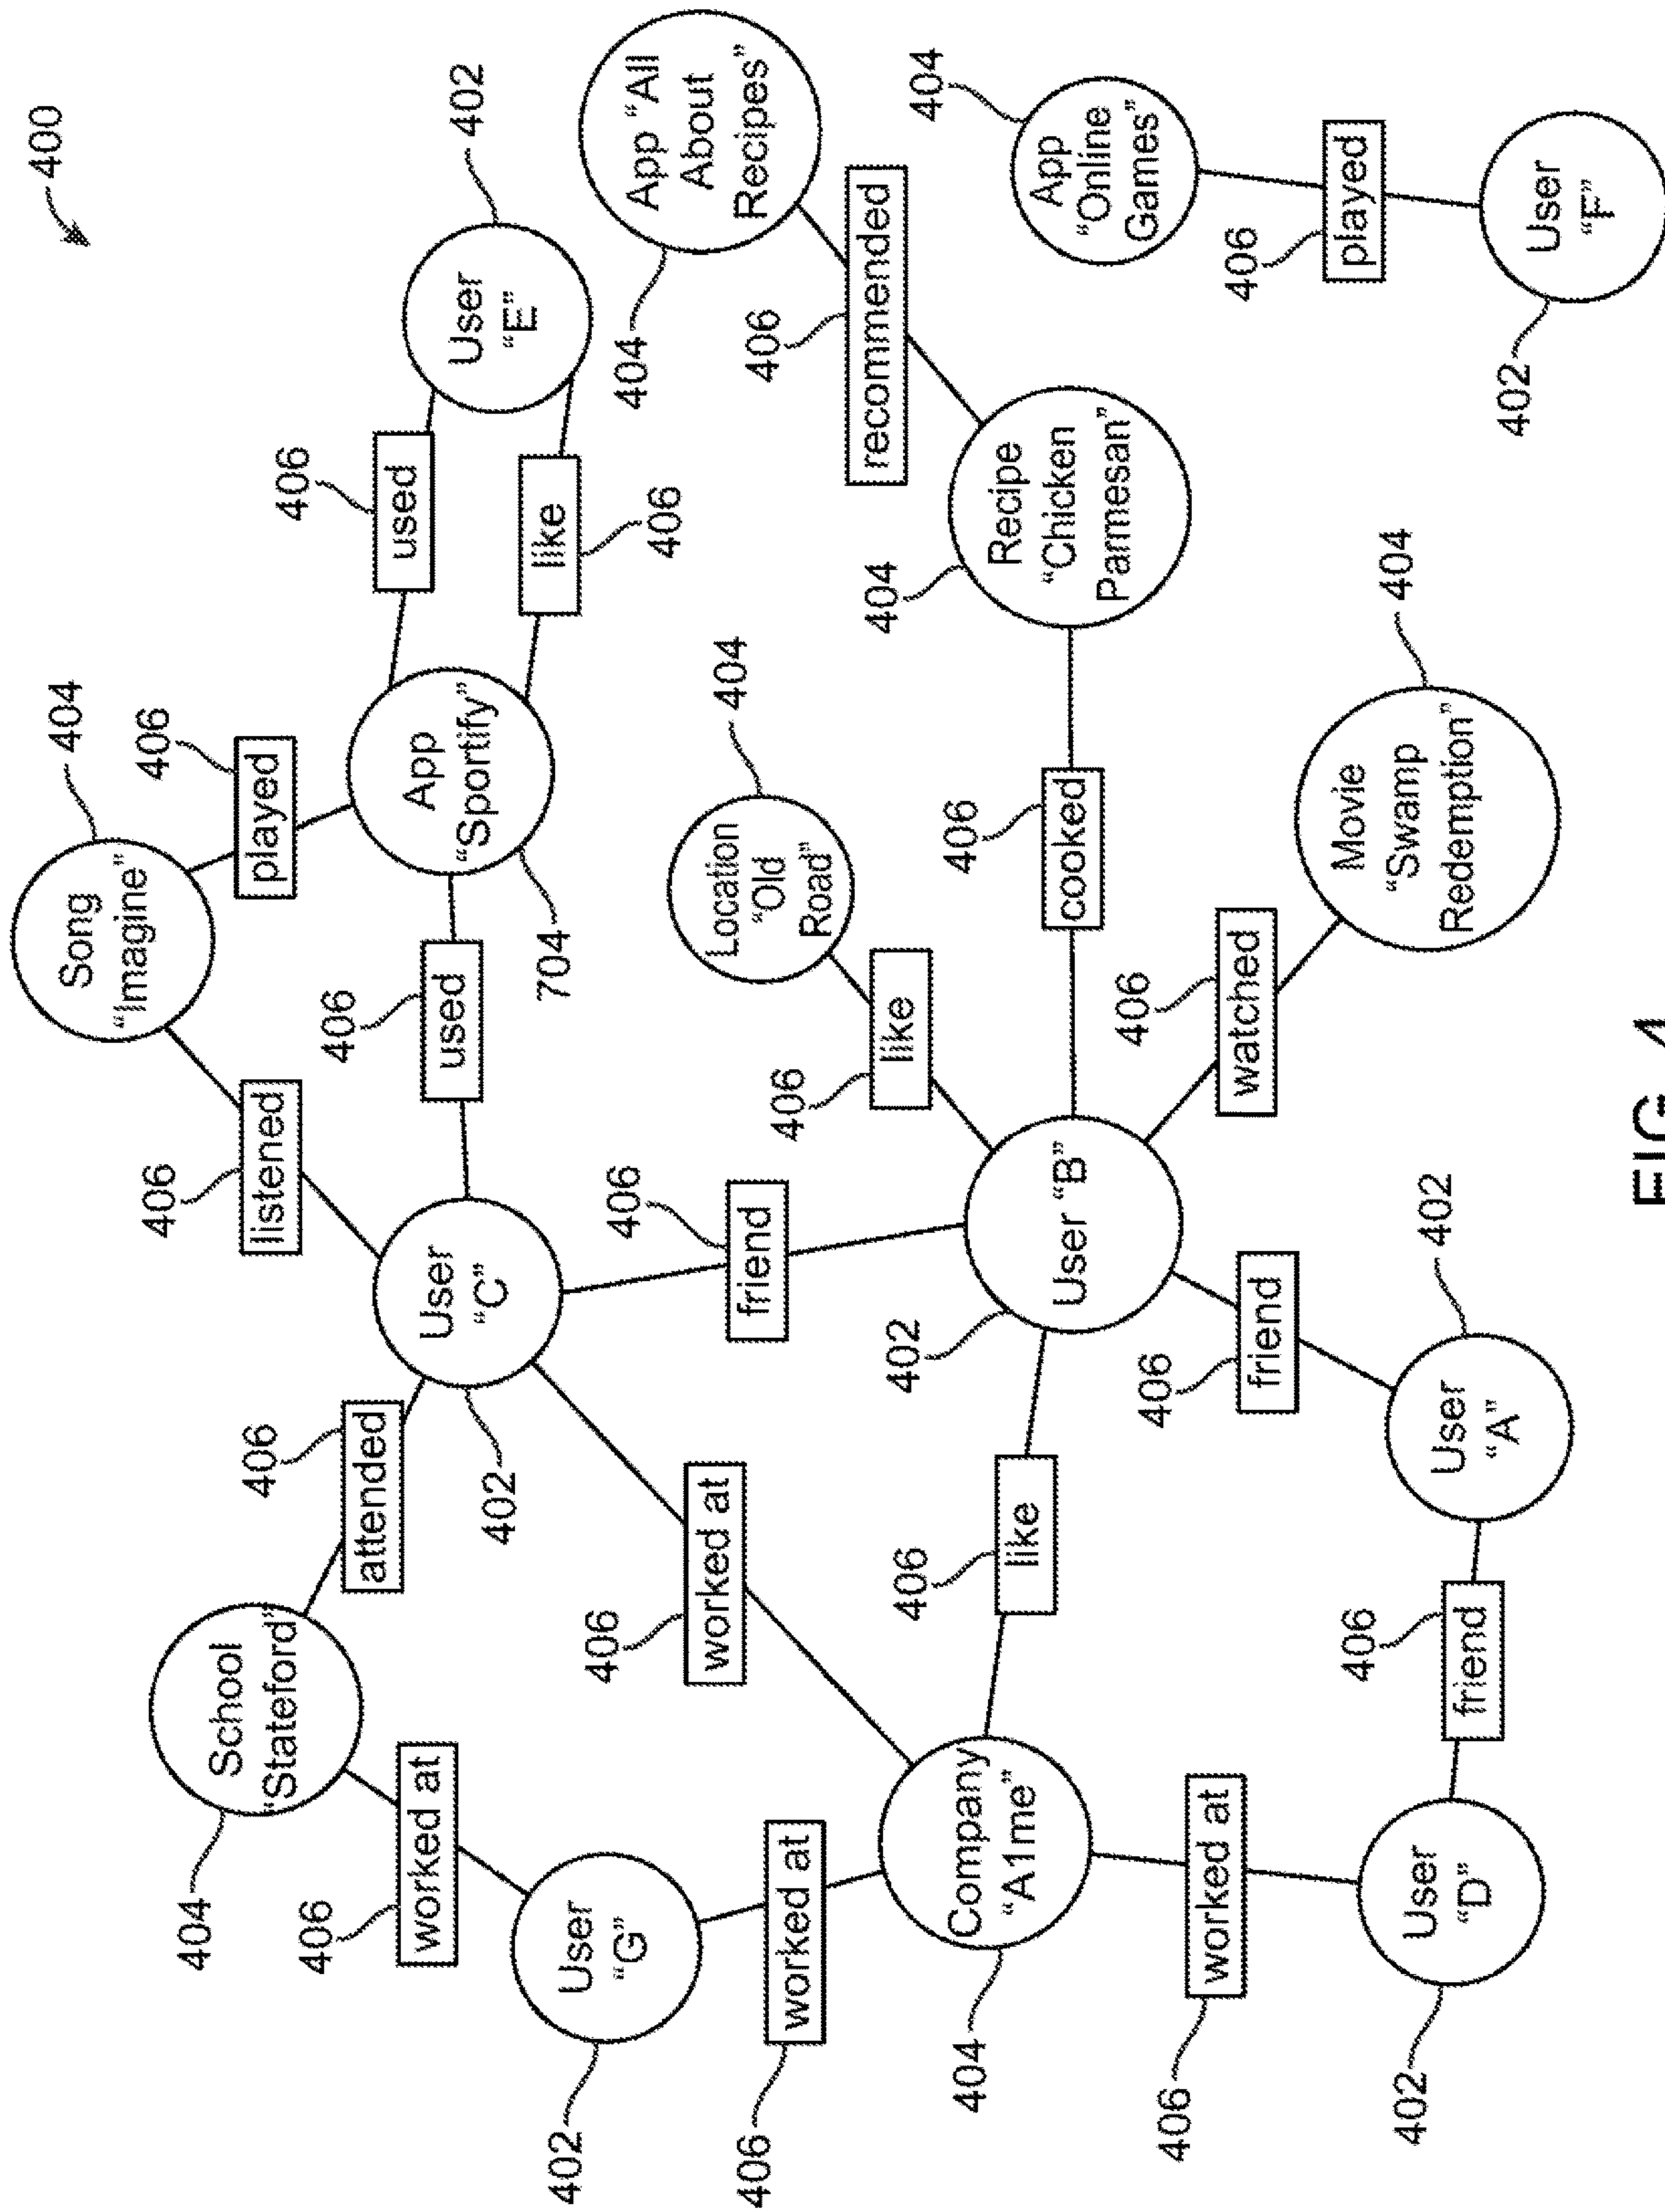 400
Song
“Imagine”
404
School
“Stateford”
404
attended
406
listened
406
played
406
used
406
User
“E”
402
worked at
406
User
“C”
402
used
406
App
“Sportify”
704
like
406
App “All
About
Recipes”
404
User
“G”
402
worked at
406
friend
406
Location
“Old
Road”
404
recommended
406
worked at
406
like
406
Recipe
“Chicken
Parmesan”
404
App
“Online
Games”
404
Company
“A1me”
404
like
406
User “B”
402
cooked
406
worked at
406
friend
406
watched
406
played
406
User
“D”
402
friend
406
User
“A”
402
Movie
“Swamp
Redemption”
404
User
“F”
402
FIG. 4